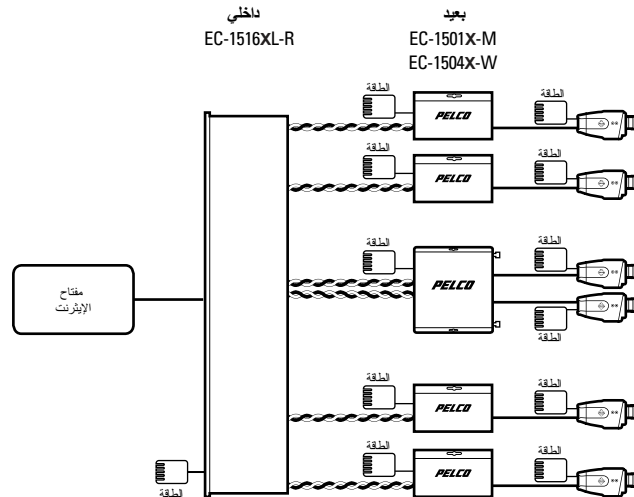 داخلي
EC-1516XL-R
بعيد
EC-1501X-M
EC-1504X-W
الطاقة
الطاقة
PELCO
الطاقة
الطاقة
PELCO
الطاقة
الطاقة
PELCO
الطاقة
مفتاح
الإيثرنت
الطاقة
الطاقة
PELCO
الطاقة
الطاقة
PELCO
الطاقة